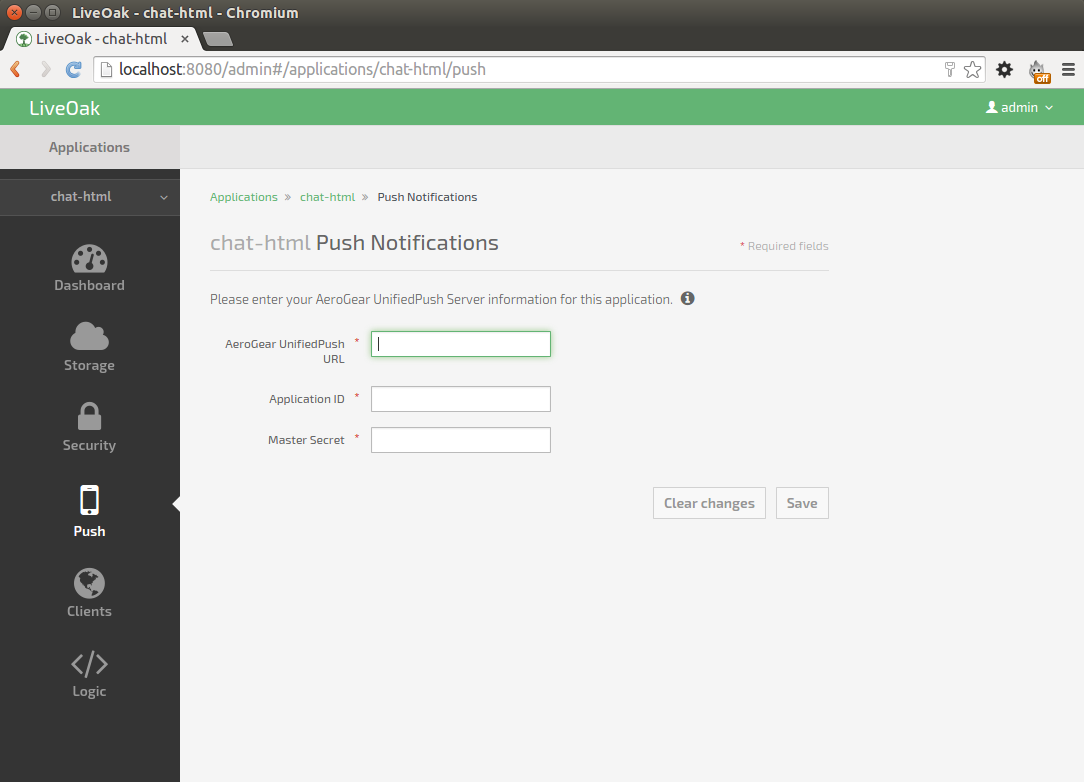 LiveOak - chat-html - Chromium
LiveOak - chat-html
localhost:8080/admin#/applications/chat-html/push
off
LiveOak
admin
Applications
chat-html
Dashboard
Storage
Security
Push
Clients
Logic
Applications » chat-html » Push Notifications
chat-html Push Notifications
* Required fields
Please enter your AeroGear UnifiedPush Server information for this application.
AeroGear UnifiedPush *
URL
Application ID *
Master Secret *
Clear changes
Save